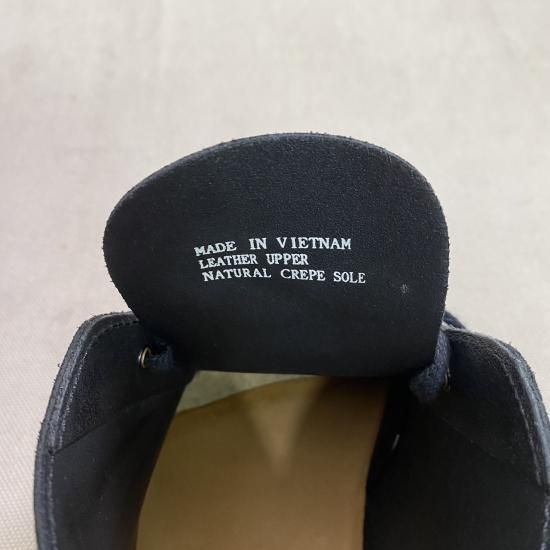 MADE IN VIETNAM
LEATHER UPPER
NATURAL CREPE SOLE